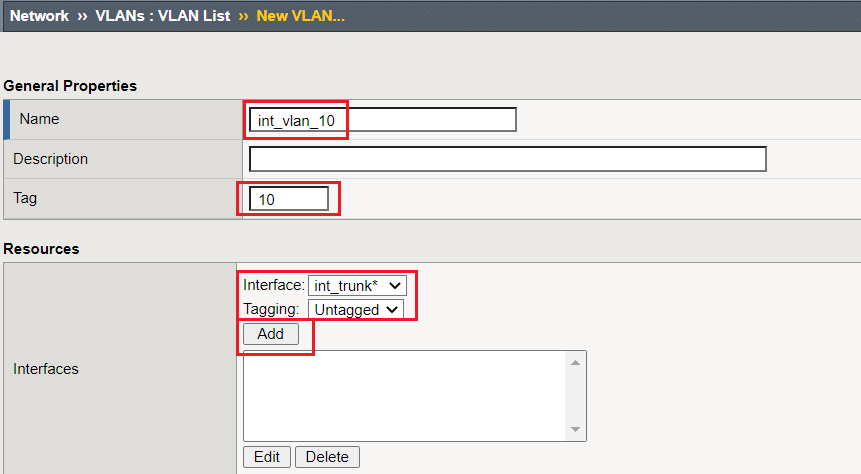 Network ›› VLANs : VLAN List ›› New VLAN...
General Properties
Name int_vlan_10
Description
Tag 10
Resources
Interface: int_trunk*
Tagging: Untagged
Add
Interfaces
Edit Delete